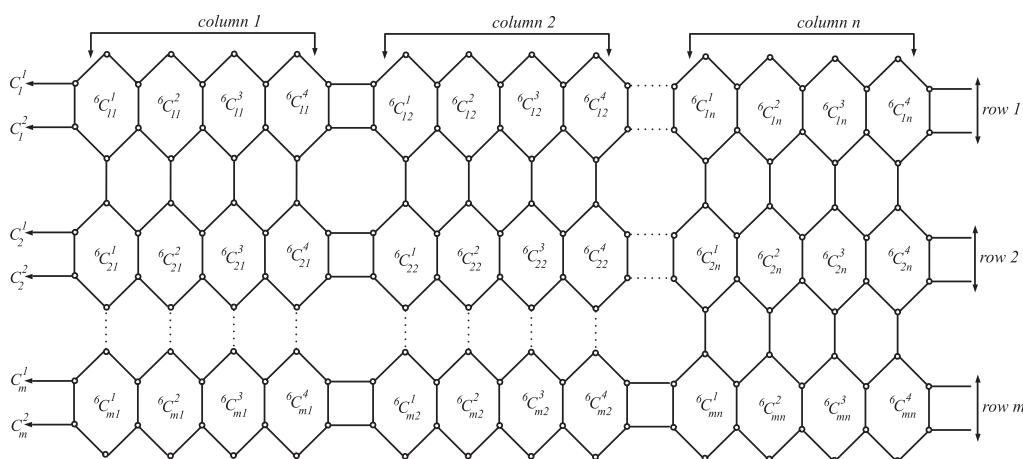 column 1 column 2 column n
C₁¹ ⁶C₁₁¹ ⁶C₁₁² ⁶C₁₁³ ⁶C₁₁⁴ ⁶C₁₂¹ ⁶C₁₂² ⁶C₁₂³ ⁶C₁₂⁴ ⁶C₁ₙ¹ ⁶C₁ₙ² ⁶C₁ₙ³ ⁶C₁ₙ⁴ row 1
C₁²
C₂¹ ⁶C₂₁¹ ⁶C₂₁² ⁶C₂₁³ ⁶C₂₁⁴ ⁶C₂₂¹ ⁶C₂₂² ⁶C₂₂³ ⁶C₂₂⁴ ⁶C₂ₙ¹ ⁶C₂ₙ² ⁶C₂ₙ³ ⁶C₂ₙ⁴ row 2
C₂²
Cₘ¹ ⁶Cₘ₁¹ ⁶Cₘ₁² ⁶Cₘ₁³ ⁶Cₘ₁⁴ ⁶Cₘ₂¹ ⁶Cₘ₂² ⁶Cₘ₂³ ⁶Cₘ₂⁴ ⁶Cₘₙ¹ ⁶Cₘₙ² ⁶Cₘₙ³ ⁶Cₘₙ⁴ row m
Cₘ²